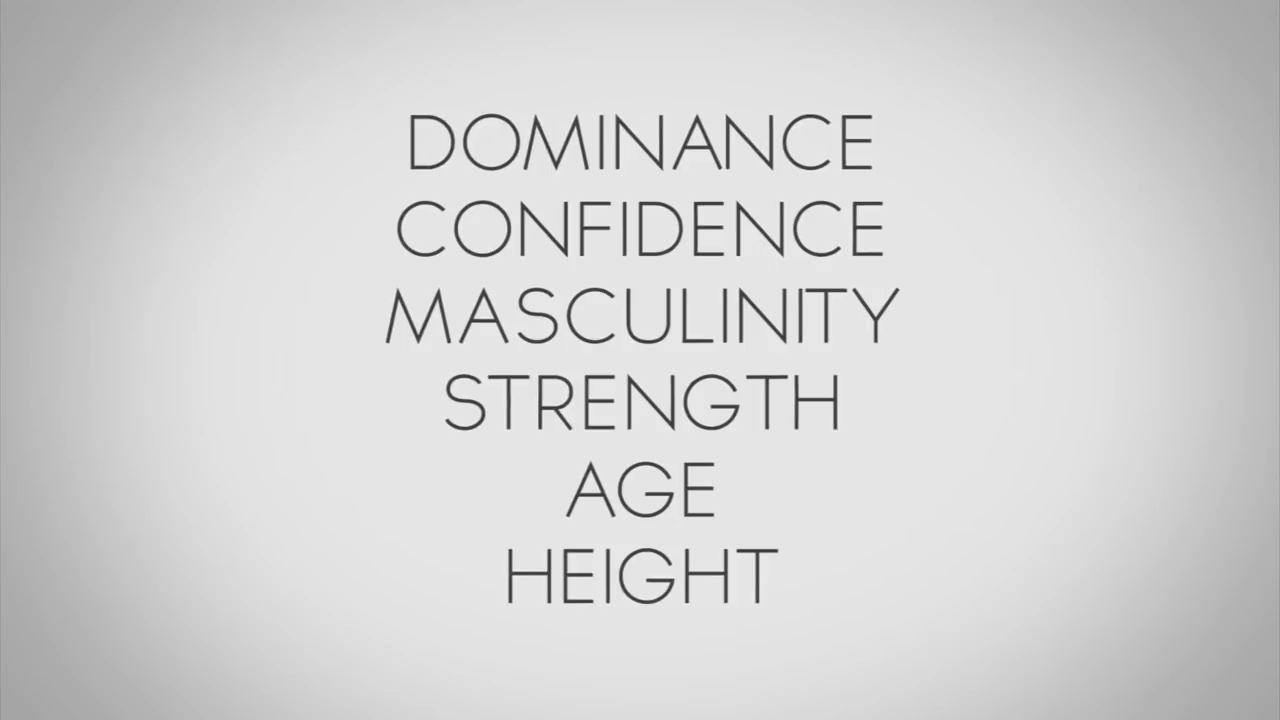 DOMINANCE
CONFIDENCE
MASCULINITY
STRENGTH
AGE
HEIGHT